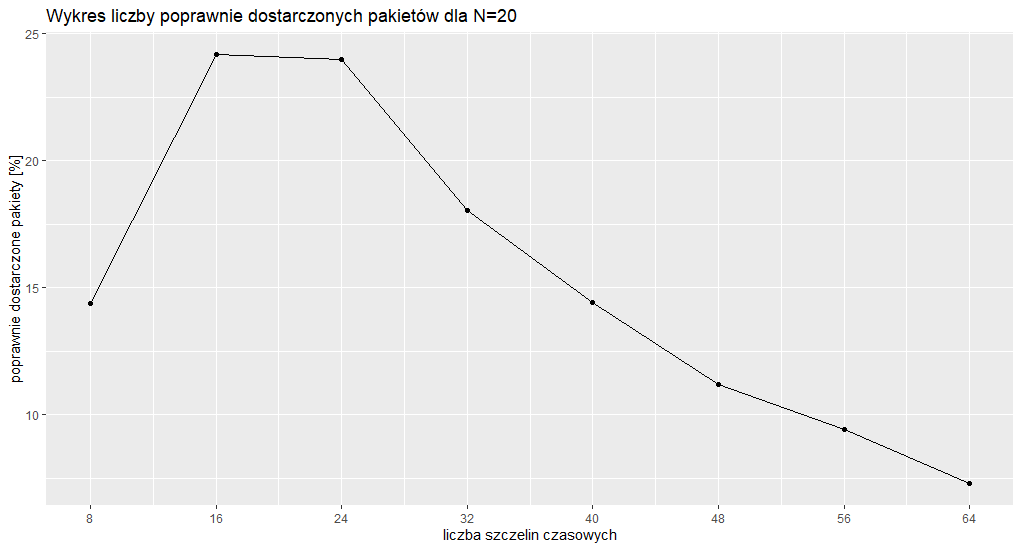 Wykres liczby poprawnie dostarczonych pakietów dla N=20
poprawnie dostarczone pakiety [%]
25
20
15
10
8 16 24 32 40 48 56 64
liczba szczelin czasowych